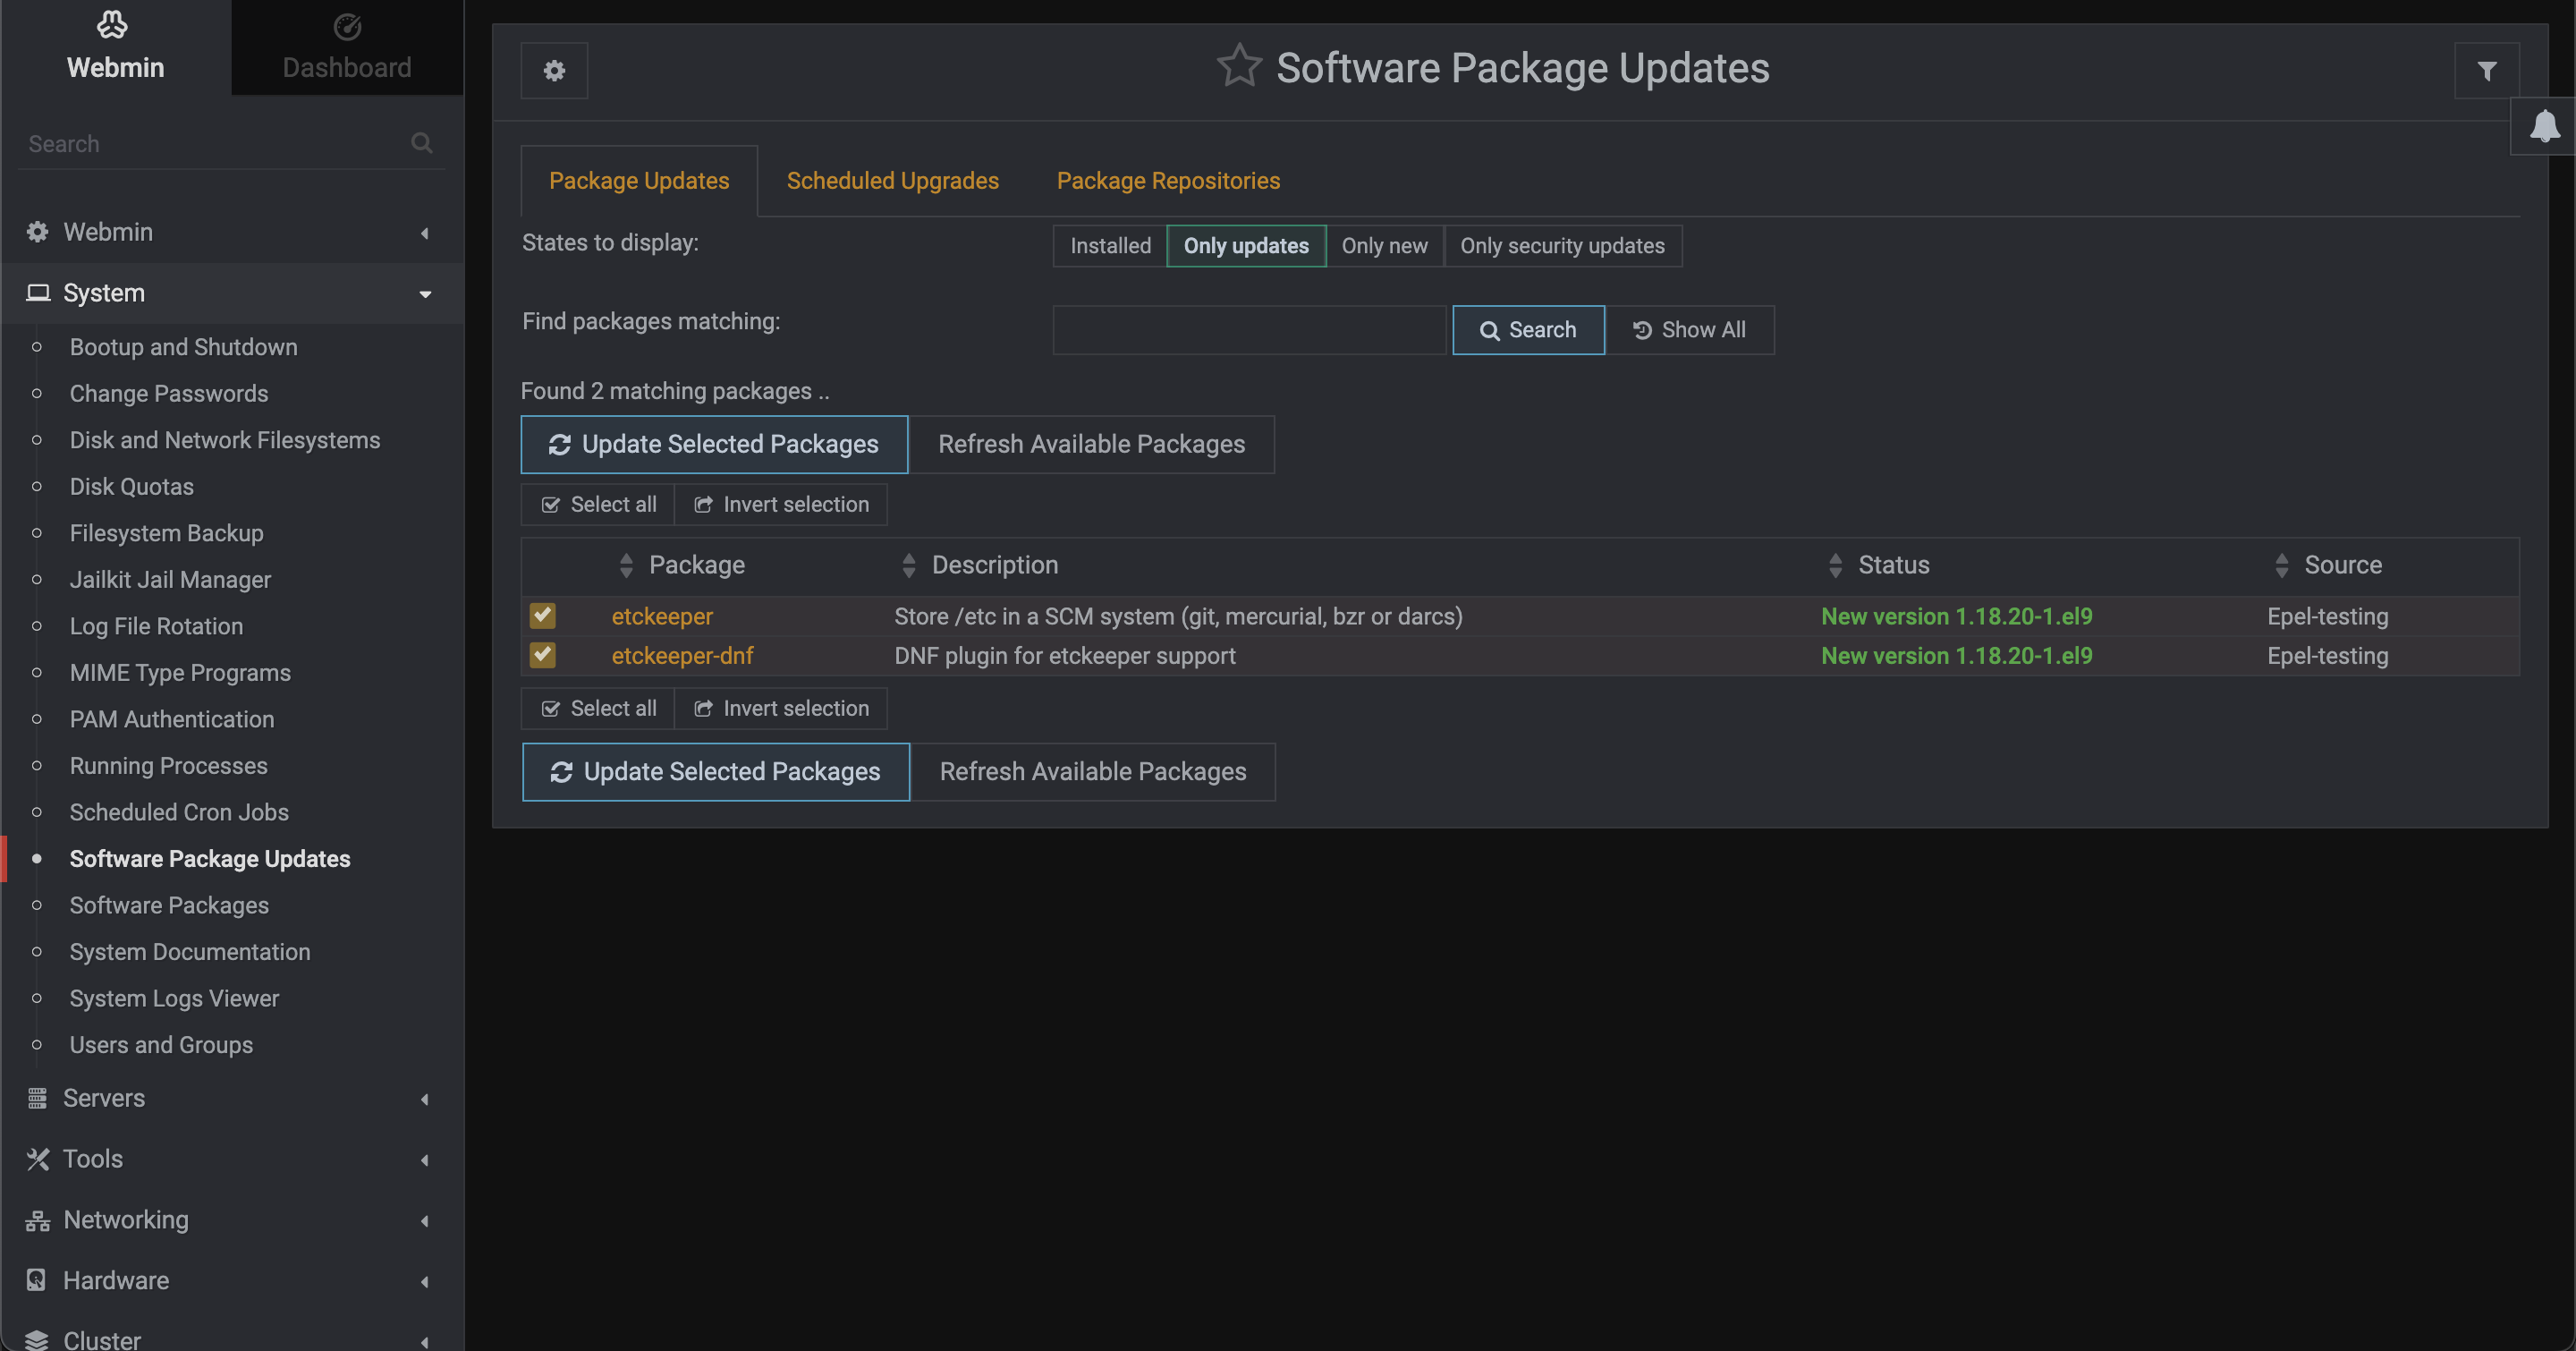 Webmin
Dashboard
Search
Webmin
System
Bootup and Shutdown
Change Passwords
Disk and Network Filesystems
Disk Quotas
Filesystem Backup
Jailkit Jail Manager
Log File Rotation
MIME Type Programs
PAM Authentication
Running Processes
Scheduled Cron Jobs
Software Package Updates
Software Packages
System Documentation
System Logs Viewer
Users and Groups
Servers
Tools
Networking
Hardware
Cluster
Software Package Updates
Package Updates Scheduled Upgrades Package Repositories
States to display: Installed Only updates Only new Only security updates
Find packages matching: Search Show All
Found 2 matching packages ..
Update Selected Packages Refresh Available Packages
Select all Invert selection
Package Description Status Source
etckeeper Store /etc in a SCM system (git, mercurial, bzr or darcs) New version 1.18.20-1.el9 Epel-testing
etckeeper-dnf DNF plugin for etckeeper support New version 1.18.20-1.el9 Epel-testing
Select all Invert selection
Update Selected Packages Refresh Available Packages